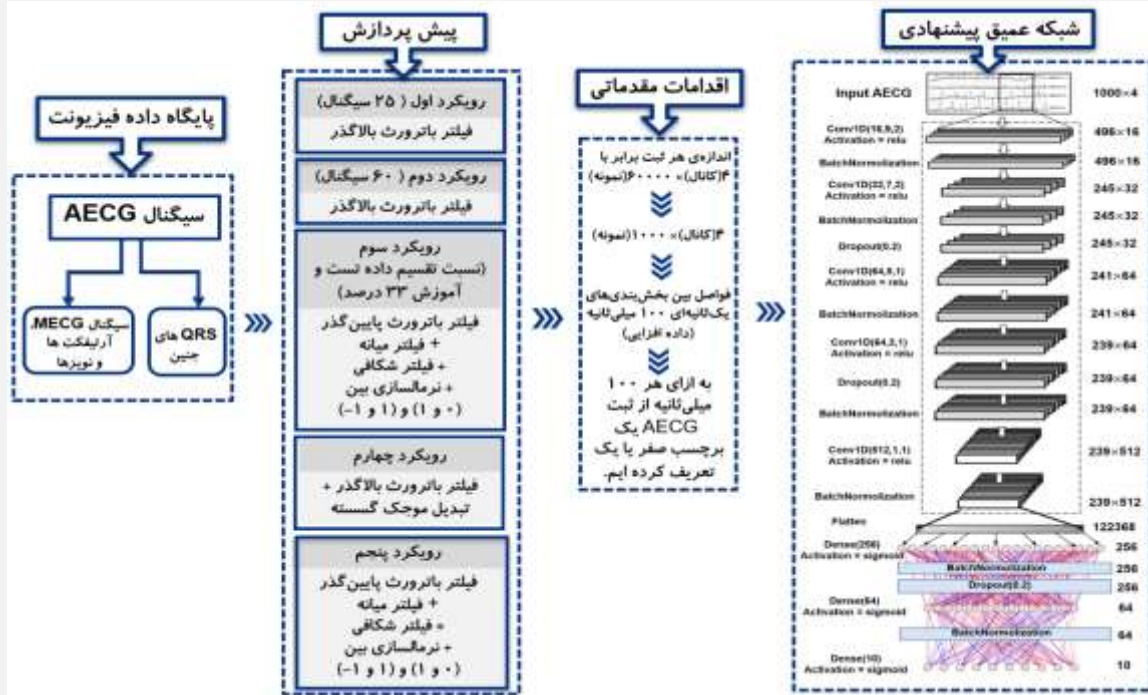 پایگاه داده فیزیونت
سیگنال AECG
سیگنال MECG،
آرتیفکت ها
و نویزها
QRS های
جنین
پیش پردازش
رویکرد اول (۲۵ سیگنال)
فیلتر باترورث بالاگذر
رویکرد دوم (۶۰ سیگنال)
فیلتر باترورث بالاگذر
رویکرد سوم
(نسبت تقسیم داده تست و
آموزش ۳۳ درصد)
فیلتر باترورث پایین‌گذر
+ فیلتر میانه
+ فیلتر شکافی
+ نرمالسازی بین
(۰ و ۱) و (۱ و ۱-)
رویکرد چهارم
فیلتر باترورث بالاگذر +
تبدیل موجک گسسته
رویکرد پنجم
فیلتر باترورث پایین‌گذر
+ فیلتر میانه
+ فیلتر شکافی
+ نرمالسازی بین
(۰ و ۱) و (۱ و ۱-)
اقدامات مقدماتی
اندازه‌ی هر ثبت برابر با
۴(کانال)×۶۰۰۰۰(نمونه)
۴(کانال)×۱۰۰۰(نمونه)
فواصل بین بخش‌بندی‌های
یک‌ثانیه‌ای ۱۰۰ میلی‌ثانیه
(داده افزایی)
به ازای هر ۱۰۰
میلی‌ثانیه از ثبت
AECG یک
برچسب صفر یا یک
تعریف کرده ایم.
شبکه عمیق پیشنهادی
Input AECG 1000×4
Conv1D(16,9,2)
Activation = relu 496×16
BatchNormolization 496×16
Conv1D(32,7,2)
Activation = relu 245×32
BatchNormolization 245×32
Dropout(0.2) 245×32
Conv1D(64,5,1)
Activation = relu 241×64
BatchNormolization 241×64
Conv1D(64,3,1)
Activation = relu 239×64
Dropout(0.2) 239×64
BatchNormolization 239×64
Conv1D(512,1,1)
Activation = relu 239×512
BatchNormolization 239×512
Flatten 122368
Dense(256)
Activation = sigmoid 256
BatchNormolization 256
Dropout(0.2) 256
Dense(64)
Activation = sigmoid 64
BatchNormolization 64
Dense(10)
Activation = sigmoid 10